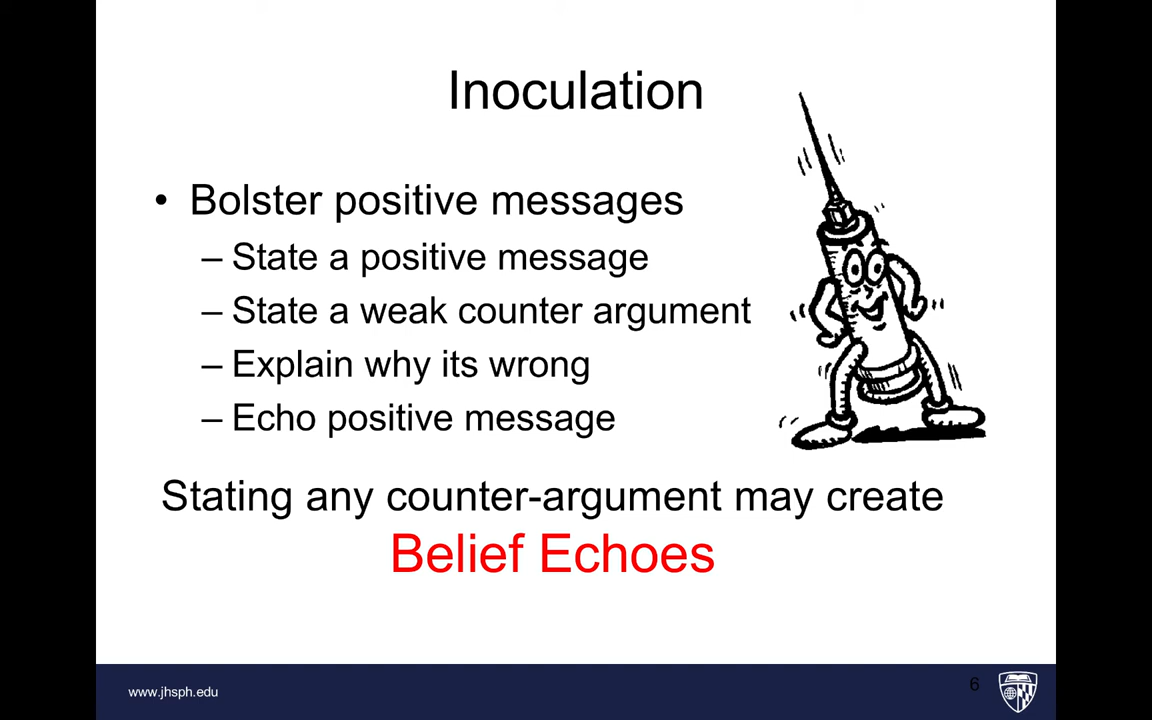 Inoculation
• Bolster positive messages
– State a positive message
– State a weak counter argument
– Explain why its wrong
– Echo positive message
Stating any counter-argument may create
Belief Echoes
www.jhsph.edu
6